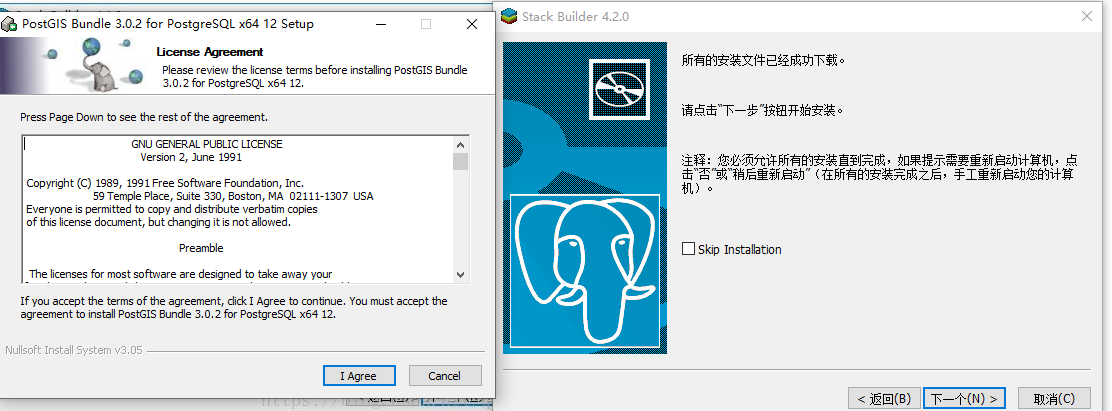 PostGIS Bundle 3.0.2 for PostgreSQL x64 12 Setup
License Agreement
Please review the license terms before installing PostGIS Bundle
3.0.2 for PostgreSQL x64 12.
Press Page Down to see the rest of the agreement.
GNU GENERAL PUBLIC LICENSE
Version 2, June 1991
Copyright (C) 1989, 1991 Free Software Foundation, Inc.
59 Temple Place, Suite 330, Boston, MA 02111-1307 USA
Everyone is permitted to copy and distribute verbatim copies
of this license document, but changing it is not allowed.
Preamble
The licenses for most software are designed to take away your
If you accept the terms of the agreement, click I Agree to continue. You must accept the
agreement to install PostGIS Bundle 3.0.2 for PostgreSQL x64 12.
Nullsoft Install System v3.05
I Agree
Cancel
Stack Builder 4.2.0
所有的安装文件已经成功下载。
请点击“下一步”按钮开始安装。
注释：您必须允许所有的安装直到完成，如果提示需要重新启动计算机，点
击“否”或“稍后重新启动”（在所有的安装完成之后，手工重新启动您的计算
机）。
Skip Installation
< 返回(B)
下一个(N) >
取消(C)